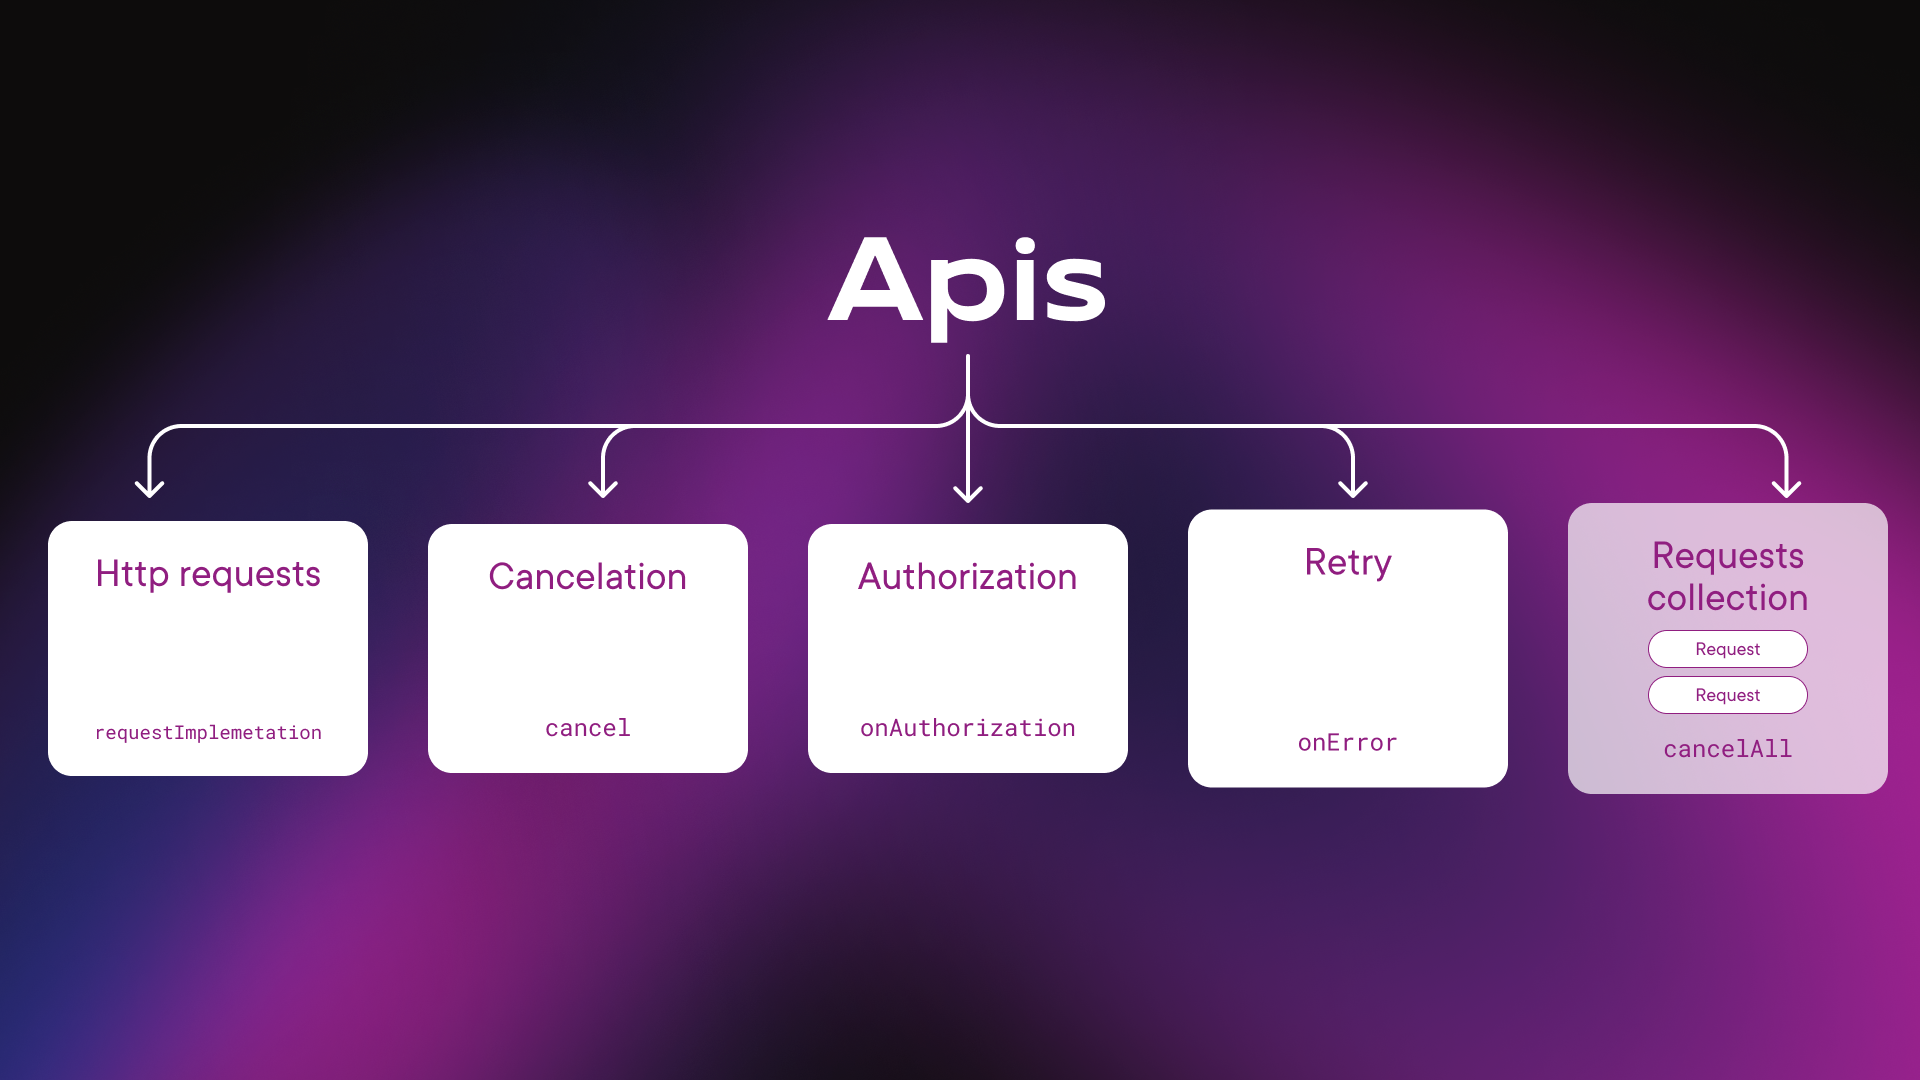 Apis
Http requests
requestImplemetation
Cancelation
cancel
Authorization
onAuthorization
Retry
onError
Requests
collection
Request
Request
cancelAll